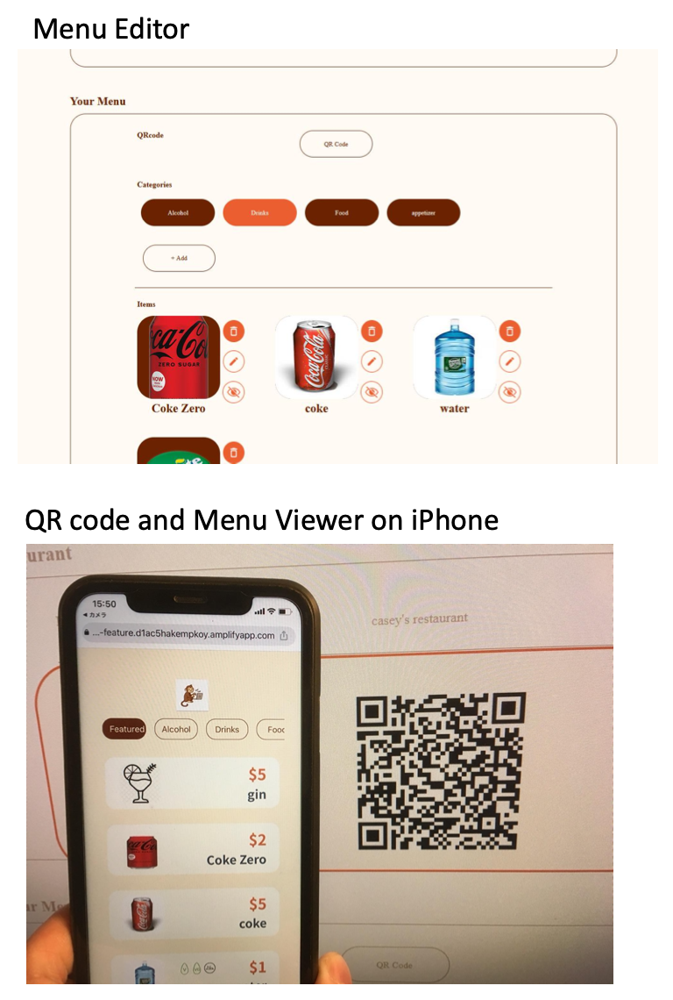 Menu Editor
Your Menu
QRcode
QR Code
Categories
Alcohol Drinks Food appetizer
+ Add
Items
ca-Co
ZERO SUGAR
Coca-Cola
Coke Zero coke water
QR code and Menu Viewer on iPhone
urant
15:50
カメラ
...-feature.d1ac5hakempkoy.amplifyapp.com
casey's restaurant
Featured Alcohol Drinks Food
$5
gin
$2
Coke Zero
$5
coke
$1
QR Code